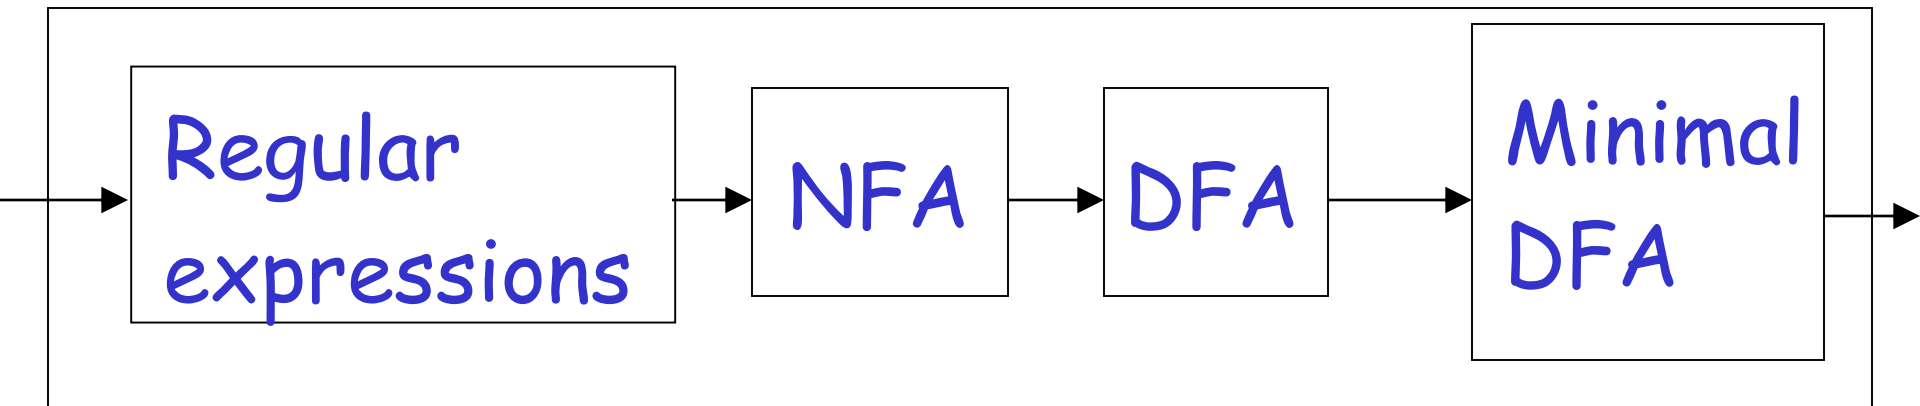 Regular
expressions
NFA
DFA
Minimal
DFA